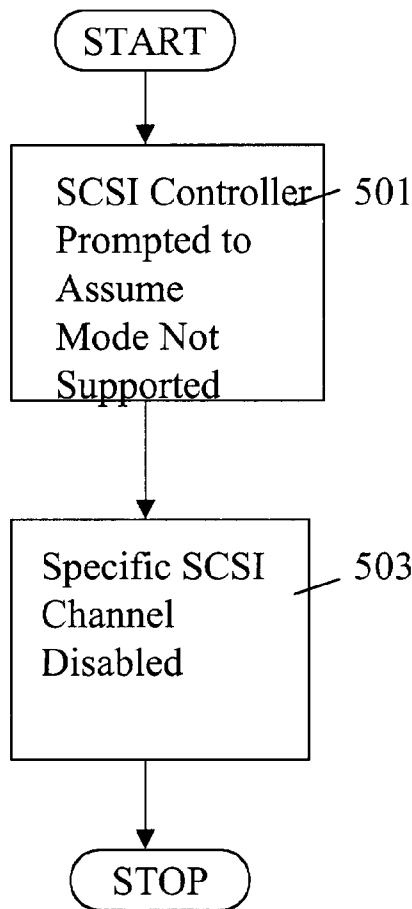 START
SCSI Controller
501
Prompted to
Assume
Mode Not
Supported
Specific SCSI
503
Channel
Disabled
STOP